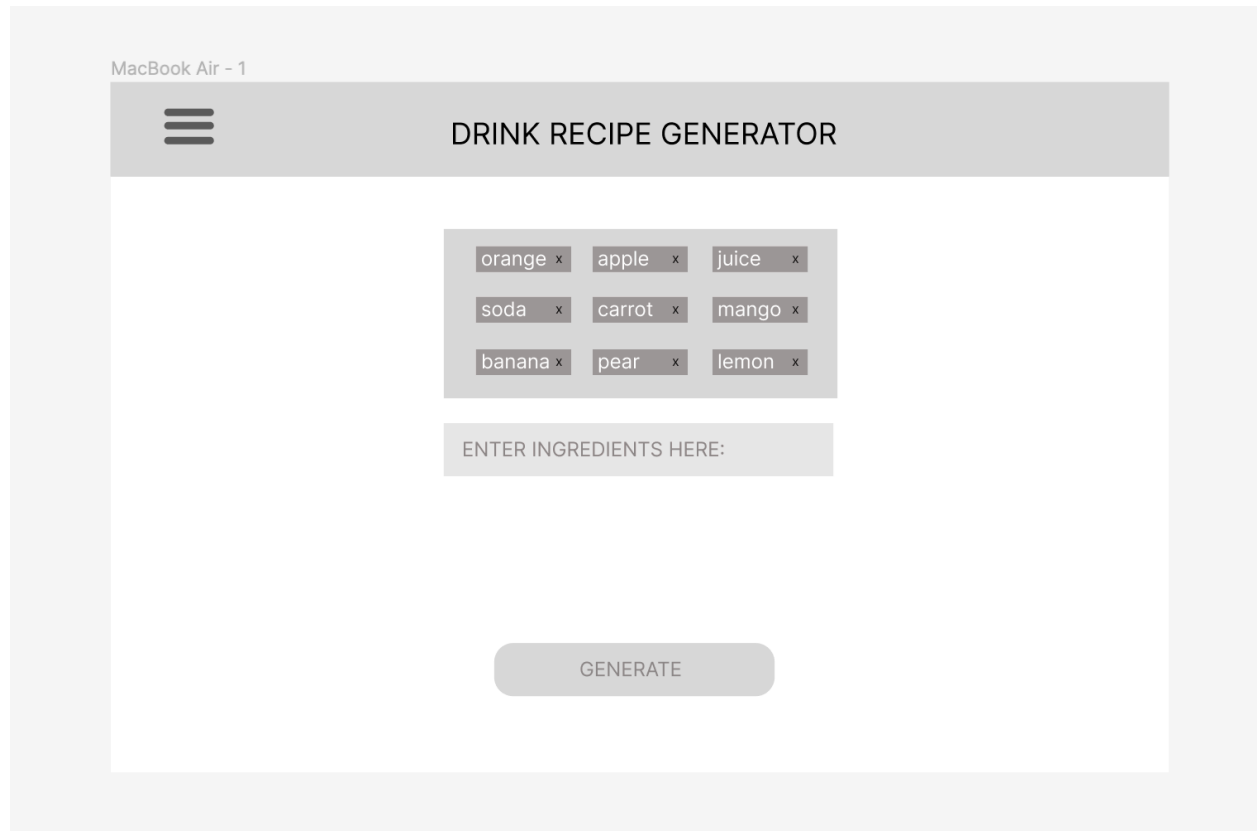 MacBook Air - 1
DRINK RECIPE GENERATOR
orange x apple x juice x
soda x carrot x mango x
banana x pear x lemon x
ENTER INGREDIENTS HERE:
GENERATE